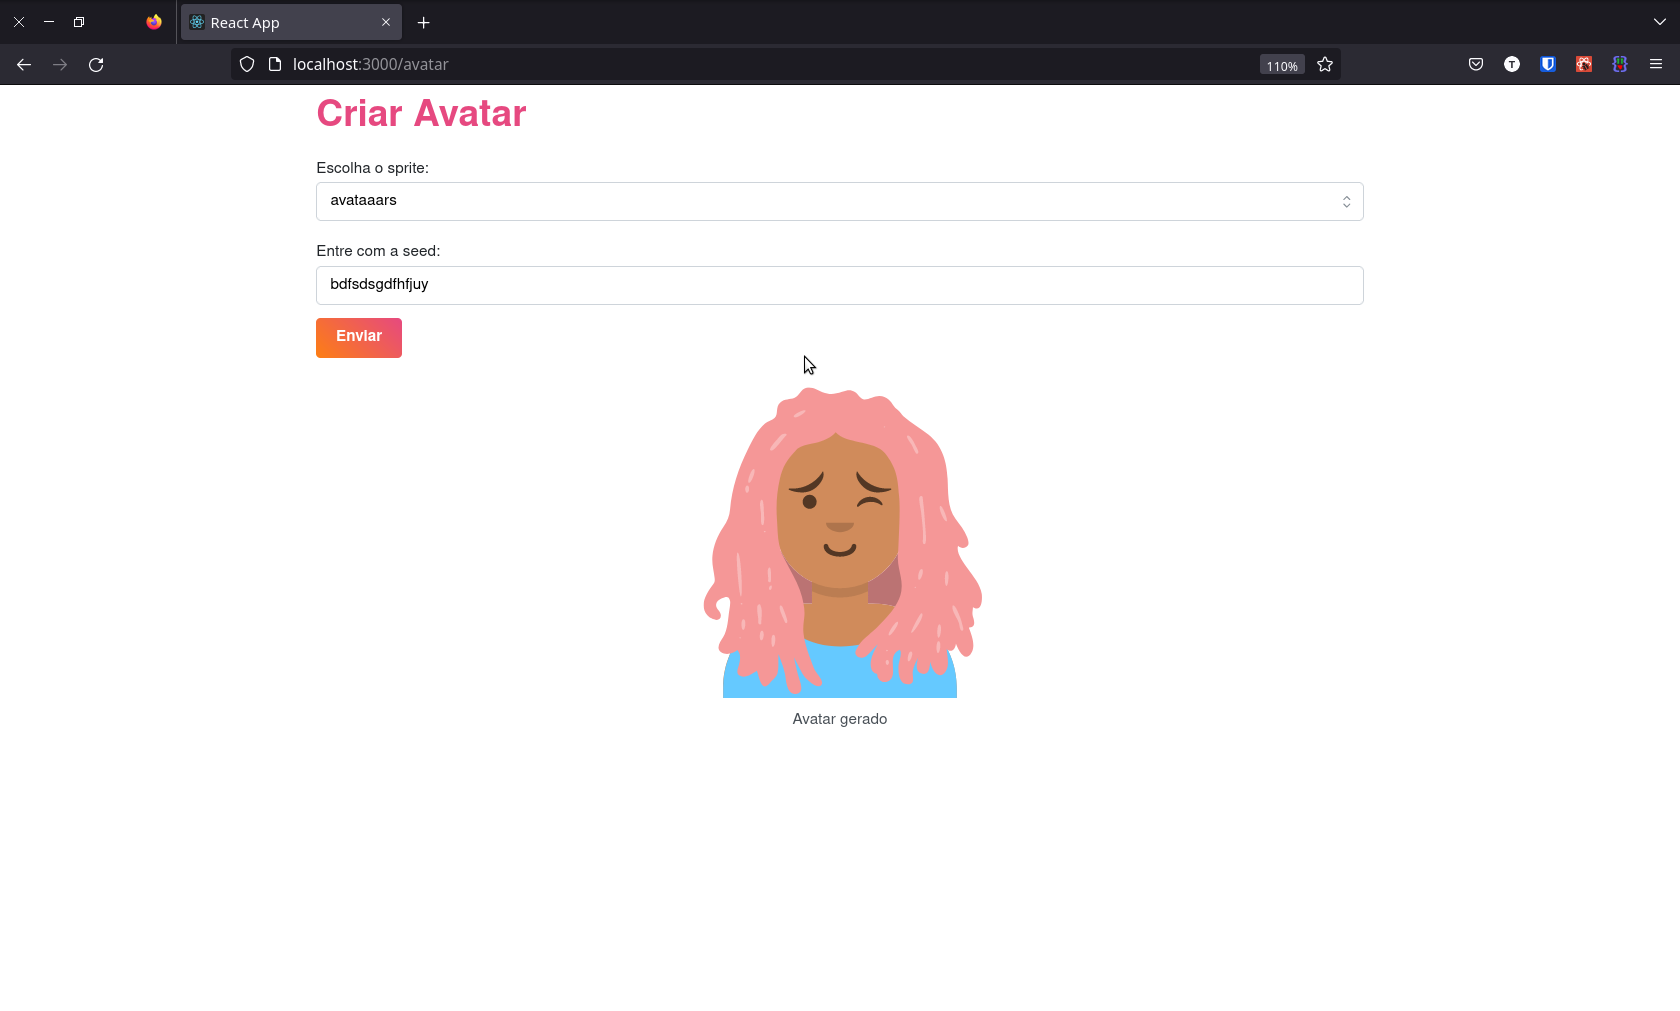 React App
localhost:3000/avatar
110%
T
Criar Avatar
Escolha o sprite:
avataaars
Entre com a seed:
bdfsdsgdfhfjuy
Enviar
Avatar gerado